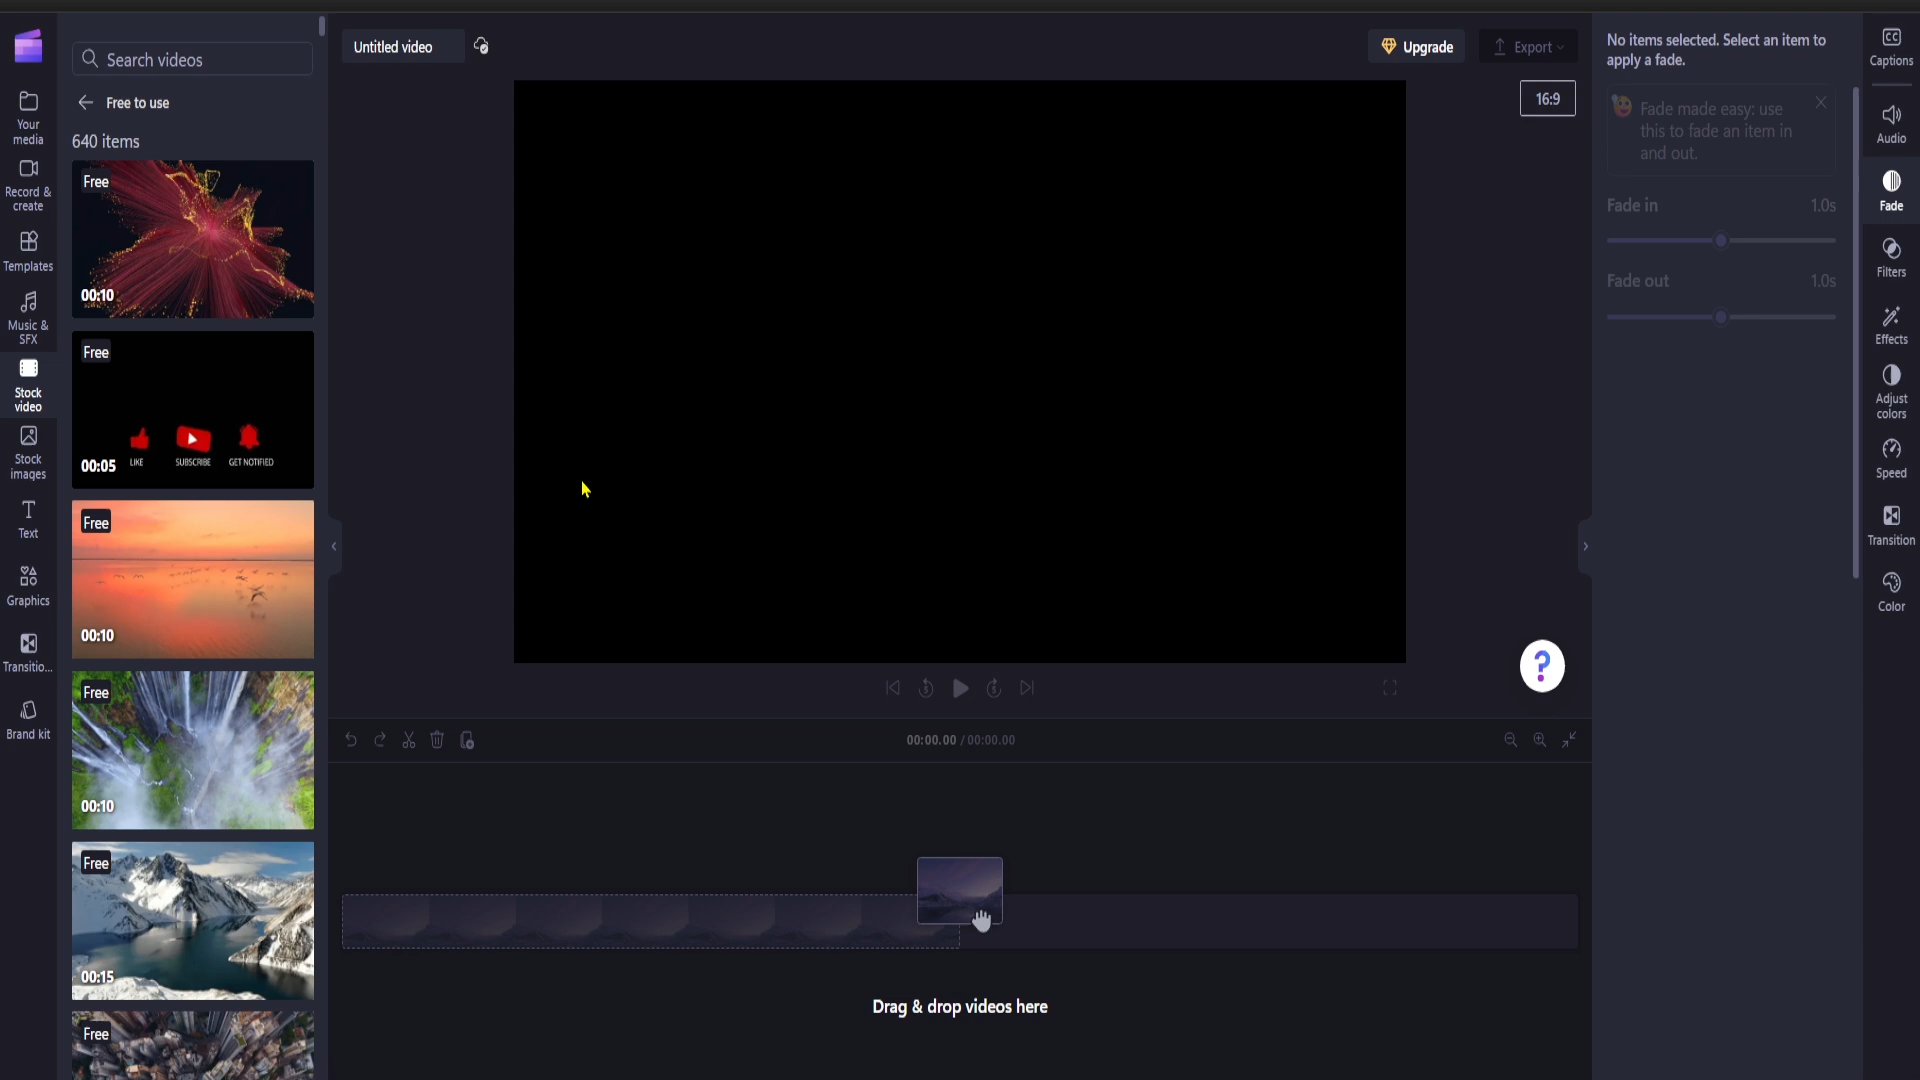 Search videos
Free to use
640 items
Free
00:10
Free
LIKE
SUBSCRIBE
GET NOTIFIED
00:05
Free
00:10
Free
00:10
Free
00:15
Free
Your
media
Record &
create
Templates
Music &
SFX
Stock
video
Stock
images
Text
Graphics
Transitio...
Brand kit
Untitled video
Upgrade
Export
16:9
?
5
5
00:00.00 / 00:00.00
Drag & drop videos here
No items selected. Select an item to
apply a fade.
Fade made easy: use
this to fade an item in
and out.
Fade in 1.0s
Fade out 1.0s
CC
Captions
Audio
Fade
Filters
Effects
Adjust
colors
Speed
Transition
Color